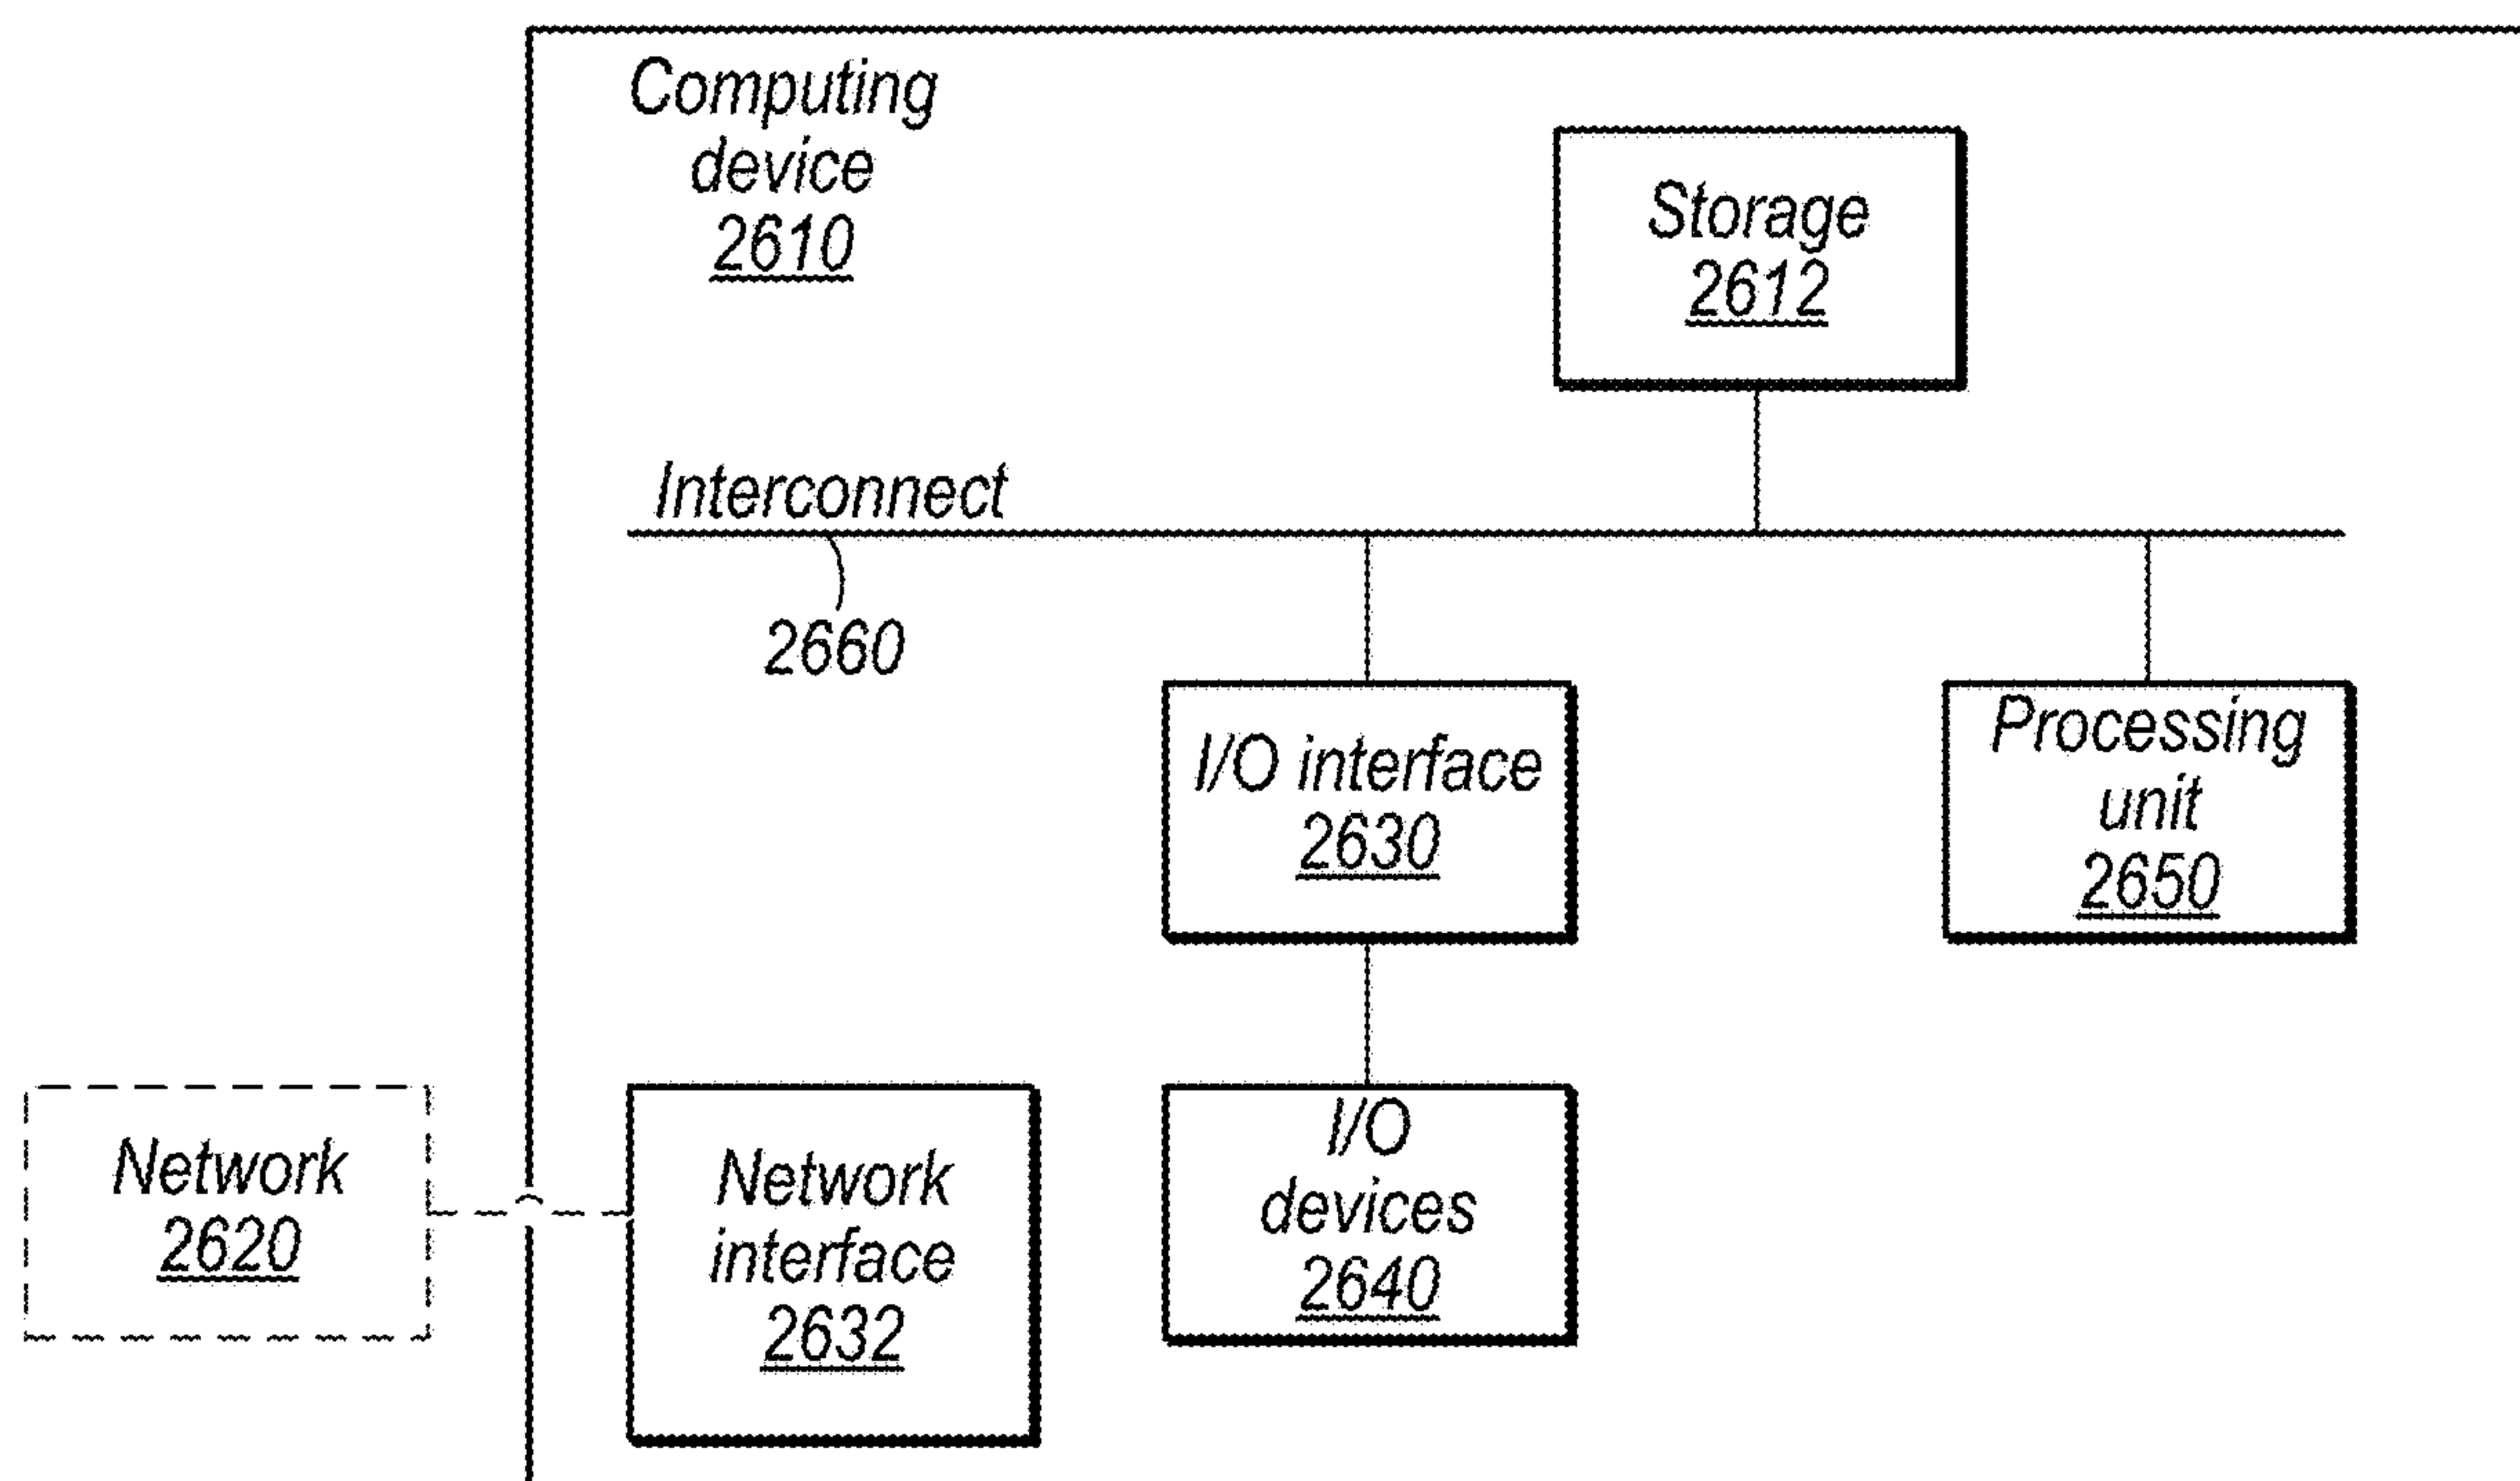 Computing
device
2610
Storage
2612
Interconnect
2660
I/O interface
2630
Processing
unit
2650
Network
2620
Network
interface
2632
I/O
devices
2640